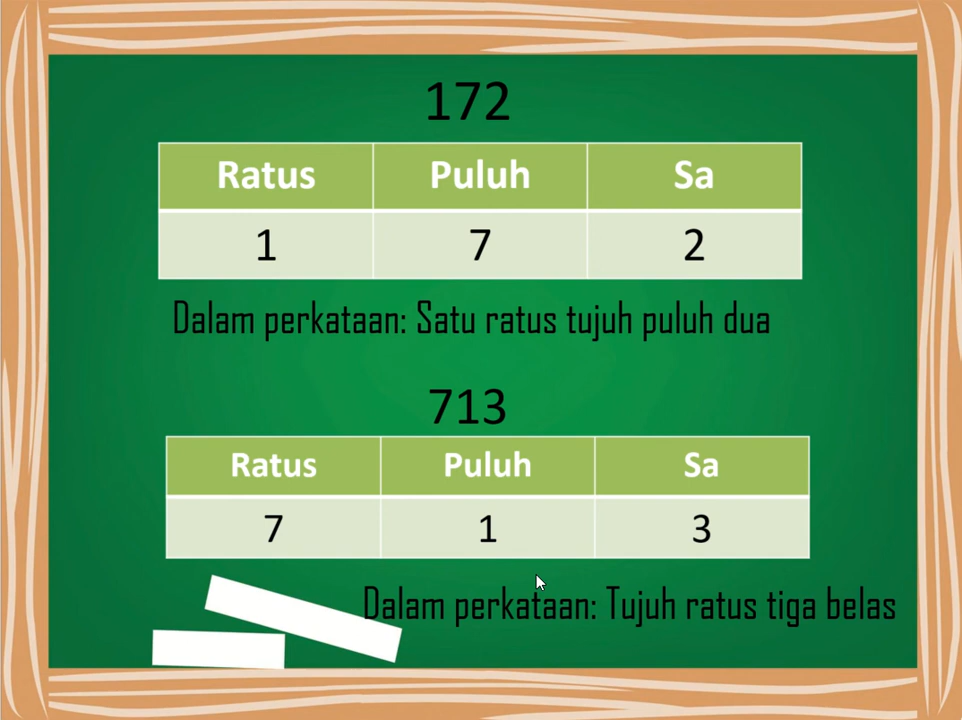 172
Ratus Puluh Sa
1 7 2
Dalam perkataan: Satu ratus tujuh puluh dua
713
Ratus Puluh Sa
7 1 3
Dalam perkataan: Tujuh ratus tiga belas